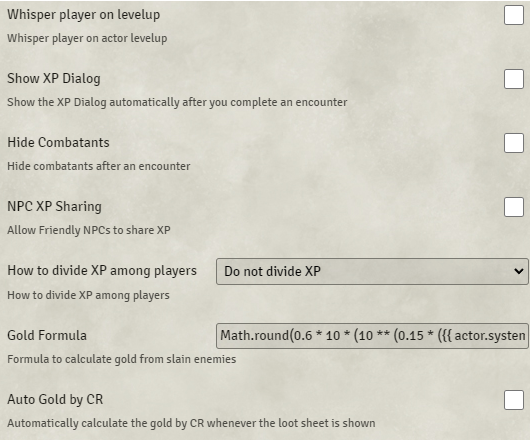 Whisper player on levelup
Whisper player on actor levelup
Show XP Dialog
Show the XP Dialog automatically after you complete an encounter
Hide Combatants
Hide combatants after an encounter
NPC XP Sharing
Allow Friendly NPCs to share XP
How to divide XP among players
Do not divide XP
How to divide XP among players
Gold Formula
Math.round(0.6 * 10 * (10 ** (0.15 * ({{ actor.system
Formula to calculate gold from slain enemies
Auto Gold by CR
Automatically calculate the gold by CR whenever the loot sheet is shown